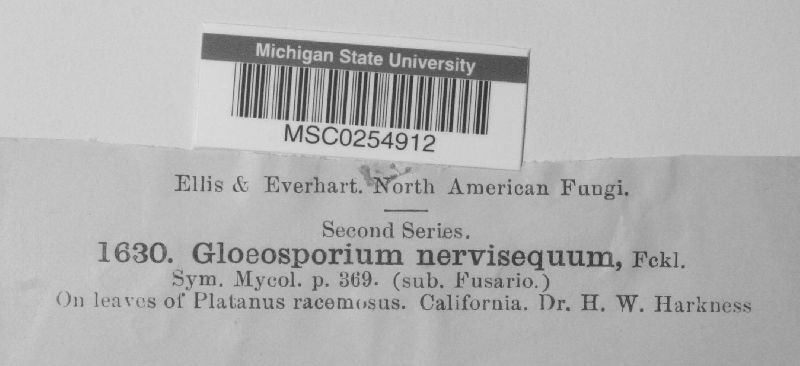 Michigan State University
MSC0254912
Ellis & Everhart. North American Fungi.
Second Series.
1630. Gloeosporium nervisequum, Fckl.
Sym. Mycol. p. 369. (sub. Fusario.)
On leaves of Platanus racemosus. California. Dr. H. W. Harkness